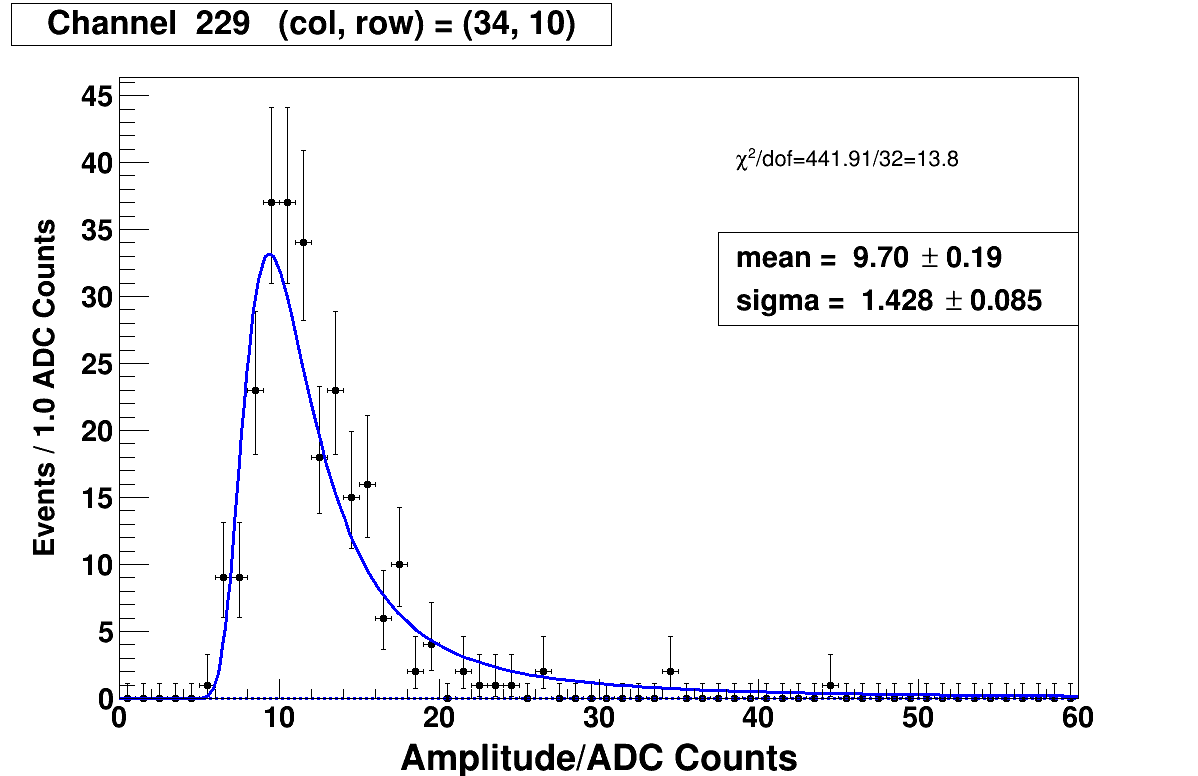 Channel 229 (col, row) = (34, 10)
45
40
35
30
25
20
15
10
5
0
Events / 1.0 ADC Counts
χ²/dof=441.91/32=13.8
mean = 9.70 ± 0.19
sigma = 1.428 ± 0.085
0 10 20 30 40 50 60
Amplitude/ADC Counts